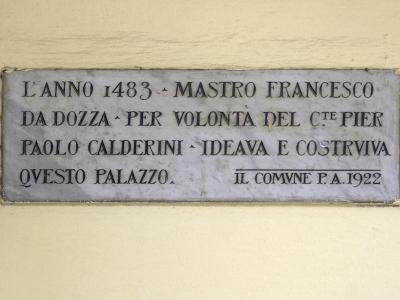 L'ANNO 1483 - MASTRO FRANCESCO
DA DOZZA - PER VOLONTÀ DEL CTE PIER
PAOLO CALDERINI - IDEAVA E COSTRVIVA
QVESTO PALAZZO. IL COMVNE P.A. 1922